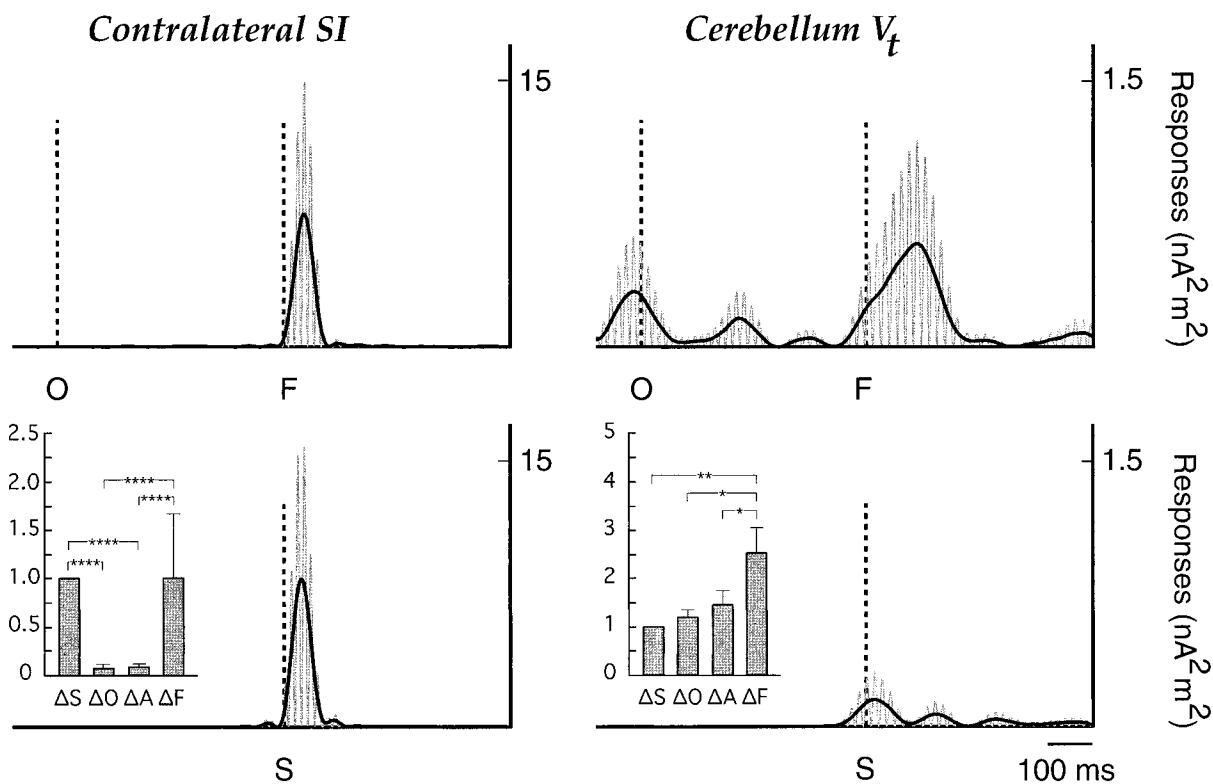 Contralateral SI
Cerebellum Vt
15
1.5
Responses (nA²m²)
O
F
O
F
2.5
2.0
1.5
1.0
0.5
0
****
****
****
****
ΔS ΔO ΔA ΔF
15
S
5
4
3
2
1
0
**
*
*
ΔS ΔO ΔA ΔF
1.5
Responses (nA²m²)
S
100 ms